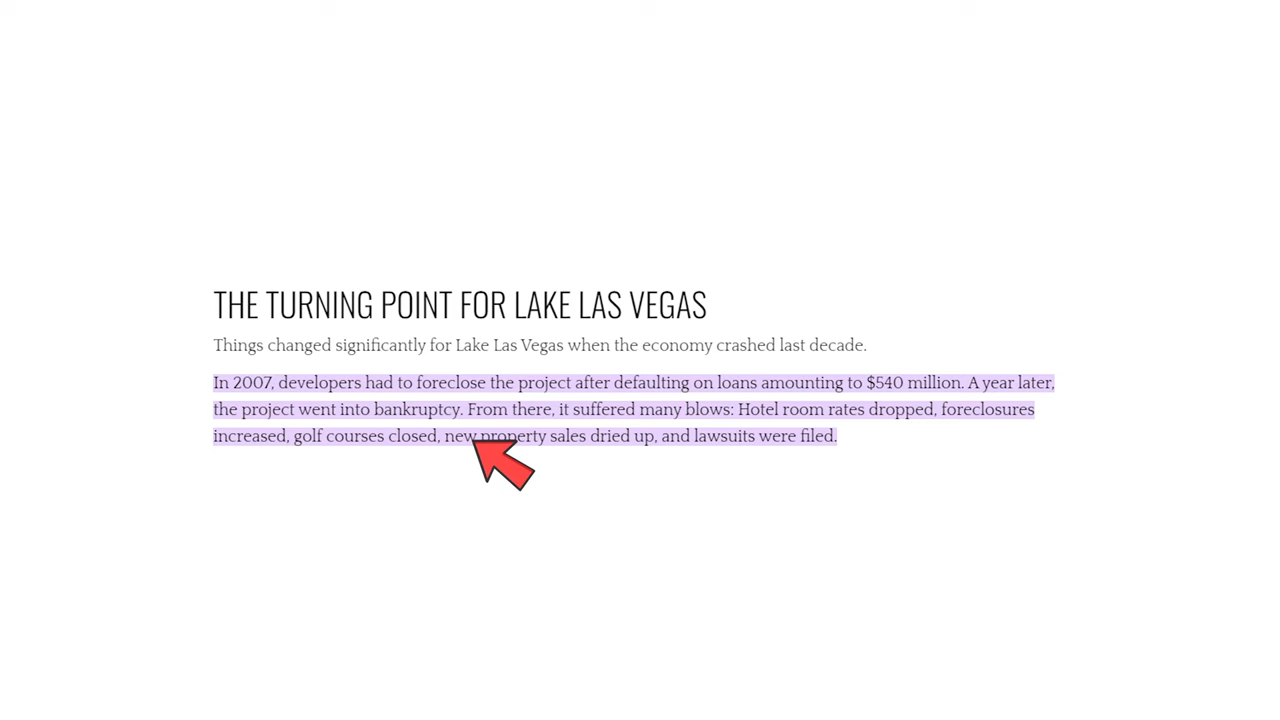 THE TURNING POINT FOR LAKE LAS VEGAS
Things changed significantly for Lake Las Vegas when the economy crashed last decade.
In 2007, developers had to foreclose the project after defaulting on loans amounting to $540 million. A year later,
the project went into bankruptcy. From there, it suffered many blows: Hotel room rates dropped, foreclosures
increased, golf courses closed, new property sales dried up, and lawsuits were filed.